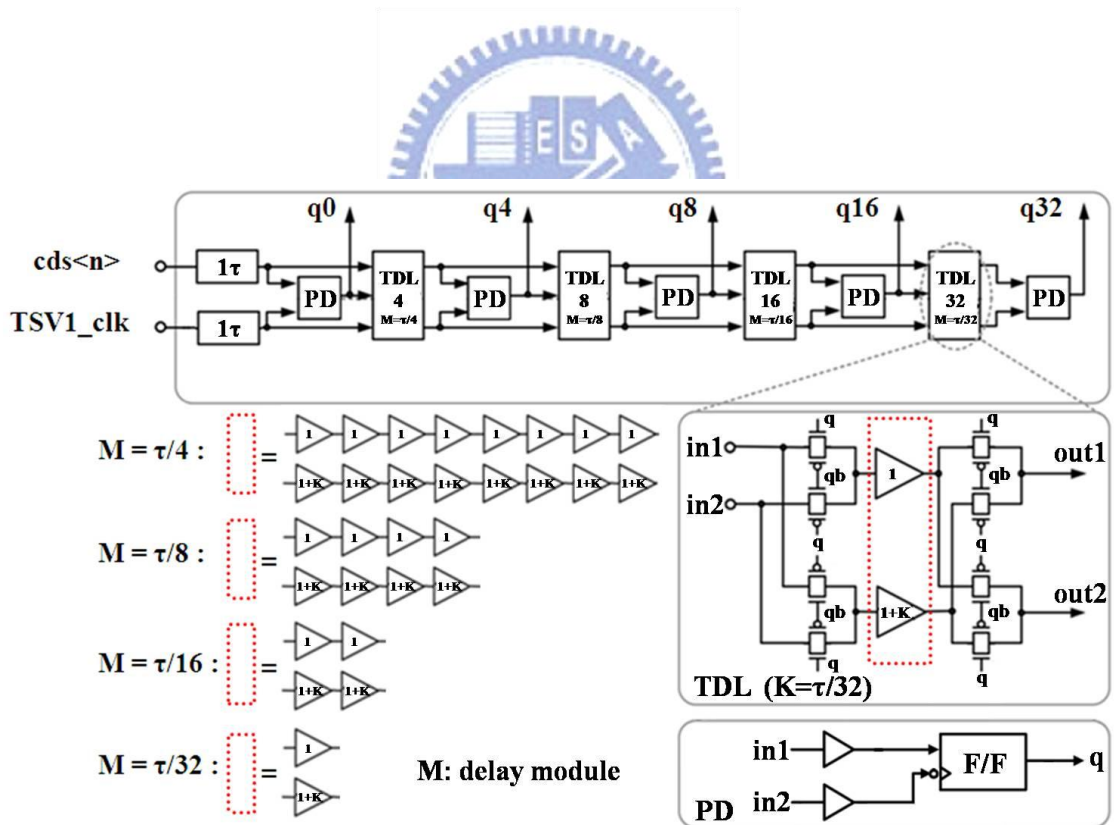 E S A
q0 q4 q8 q16 q32
cds<n> 1τ PD TDL 4 M=τ/4 PD TDL 8 M=τ/8 PD TDL 16 M=τ/16 PD TDL 32 M=τ/32 PD
TSV1_clk 1τ
M = τ/4 : = 1 1 1 1 1 1 1 1
1+K 1+K 1+K 1+K 1+K 1+K 1+K 1+K
M = τ/8 : = 1 1 1 1
1+K 1+K 1+K 1+K
M = τ/16 : = 1 1
1+K 1+K
M = τ/32 : = 1
1+K
M: delay module
q q
in1 1 out1
qb qb
in2
q q
qb 1+K qb out2
q q
TDL (K=τ/32)
in1 F/F q
PD in2